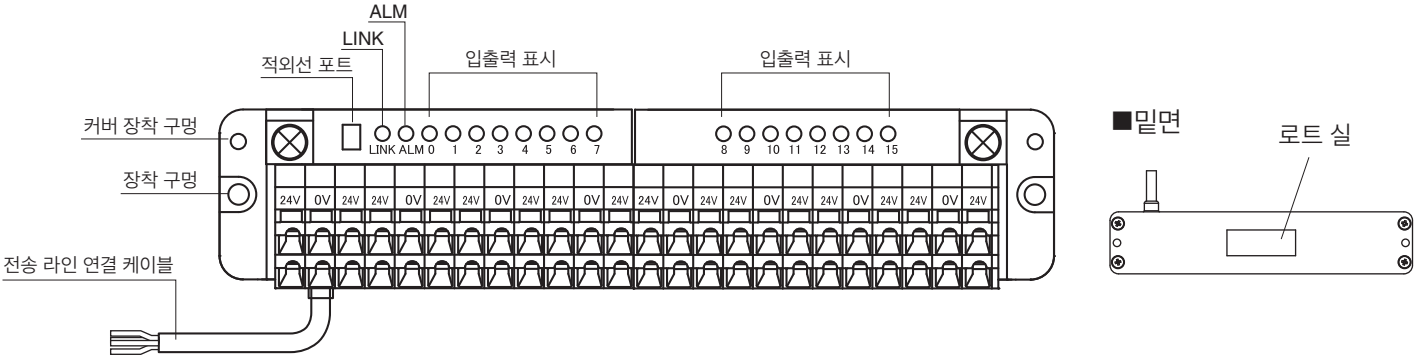 ALM
LINK
적외선 포트
입출력 표시
입출력 표시
커버 장착 구멍
장착 구멍
전송 라인 연결 케이블
LINK ALM 0 1 2 3 4 5 6 7
8 9 10 11 12 13 14 15
24V 0V 24V 24V 0V 24V 24V 24V 24V 0V 24V 24V 0V 24V 24V 0V 24V 24V 0V 24V 24V 0V 24V
■밑면
로트 실